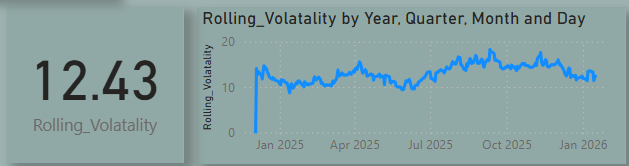 12.43
Rolling_Volatality
Rolling_Volatality by Year, Quarter, Month and Day
Rolling_Volatality
20
10
0
Jan 2025 Apr 2025 Jul 2025 Oct 2025 Jan 2026